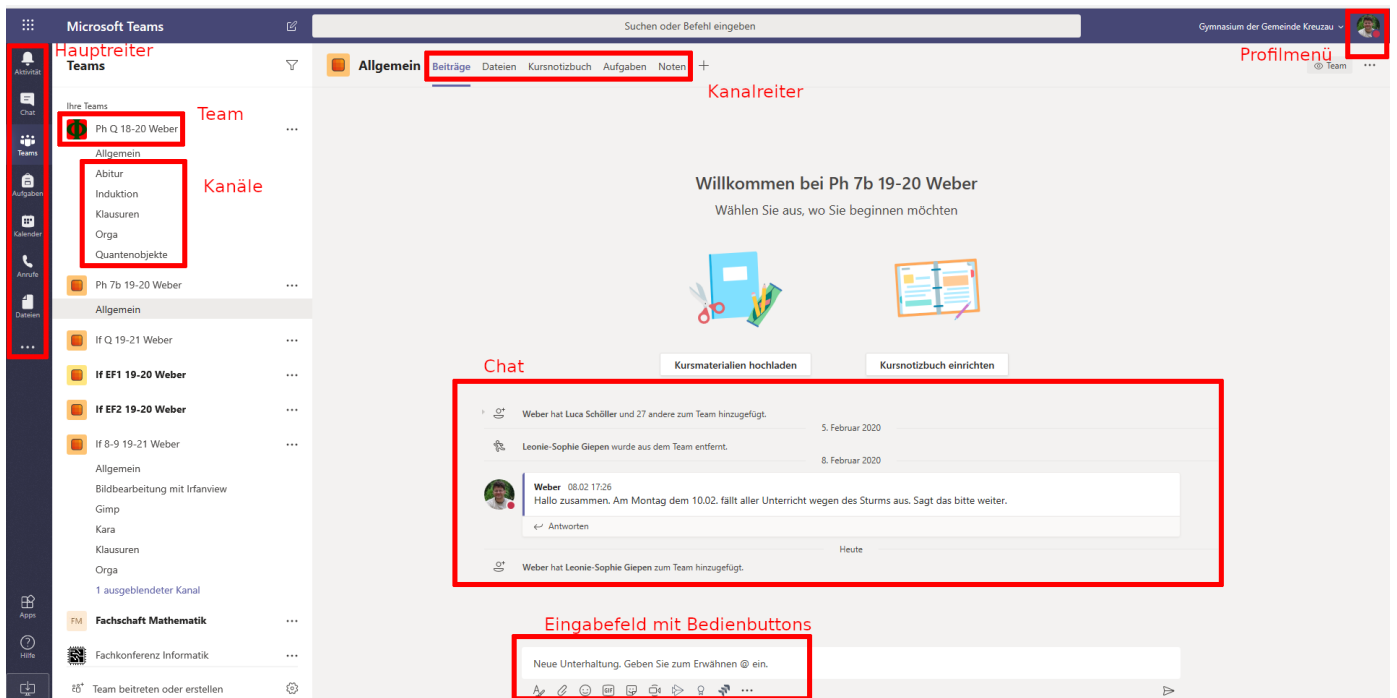 Microsoft Teams
Suchen oder Befehl eingeben
Gymnasium der Gemeinde Kreuzau
Hauptreiter
Profilmenü
Aktivität
Chat
Teams
Aufgaben
Kalender
Anrufe
Dateien
Apps
Hilfe
Teams
Ihre Teams
Team
Ph Q 18-20 Weber
Allgemein
Kanäle
Abitur
Induktion
Klausuren
Orga
Quantenobjekte
Ph 7b 19-20 Weber
Allgemein
If Q 19-21 Weber
If EF1 19-20 Weber
If EF2 19-20 Weber
If 8-9 19-21 Weber
Allgemein
Bildbearbeitung mit Irfanview
Gimp
Kara
Klausuren
Orga
1 ausgeblendeter Kanal
FM Fachschaft Mathematik
Fachkonferenz Informatik
Team beitreten oder erstellen
Allgemein Beiträge Dateien Kursnotizbuch Aufgaben Noten
Team
Kanalreiter
Willkommen bei Ph 7b 19-20 Weber
Wählen Sie aus, wo Sie beginnen möchten
Kursmaterialien hochladen
Kursnotizbuch einrichten
Chat
Weber hat Luca Schöller und 27 andere zum Team hinzugefügt.
5. Februar 2020
Leonie-Sophie Giepen wurde aus dem Team entfernt.
8. Februar 2020
Weber 08.02 17:26
Hallo zusammen. Am Montag dem 10.02. fällt aller Unterricht wegen des Sturms aus. Sagt das bitte weiter.
Antworten
Heute
Weber hat Leonie-Sophie Giepen zum Team hinzugefügt.
Eingabefeld mit Bedienbuttons
Neue Unterhaltung. Geben Sie zum Erwähnen @ ein.
GIF